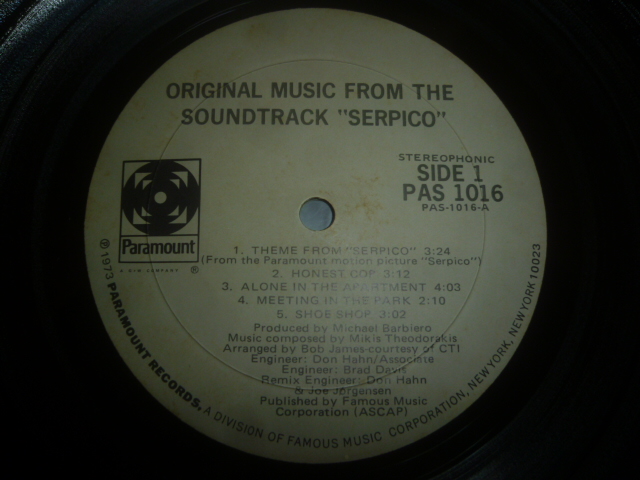 ORIGINAL MUSIC FROM THE
SOUNDTRACK "SERPICO"
STEREOPHONIC
SIDE 1
PAS 1016
PAS-1016-A
Paramount
®
1. THEME FROM "SERPICO" 3:24
(From the Paramount motion picture "Serpico")
2. HONEST COP 3:12
3. ALONE IN THE APARTMENT 4:03
4. MEETING IN THE PARK 2:10
5. SHOE SHOP 3:02
Produced by Michael Barbiero
Music composed by Mikis Theodorakis
Arranged by Bob James-courtesy of CTI
Engineer: Don Hahn/Associnte
Engineer: Brad Davis
Remix Engineer: Don Hahn
& Joe Jorgensen
Published by Famous Music
Corporation (ASCAP)
℗ 1973 PARAMOUNT RECORDS, A DIVISION OF FAMOUS MUSIC CORPORATION, NEW YORK, NEW YORK 10023